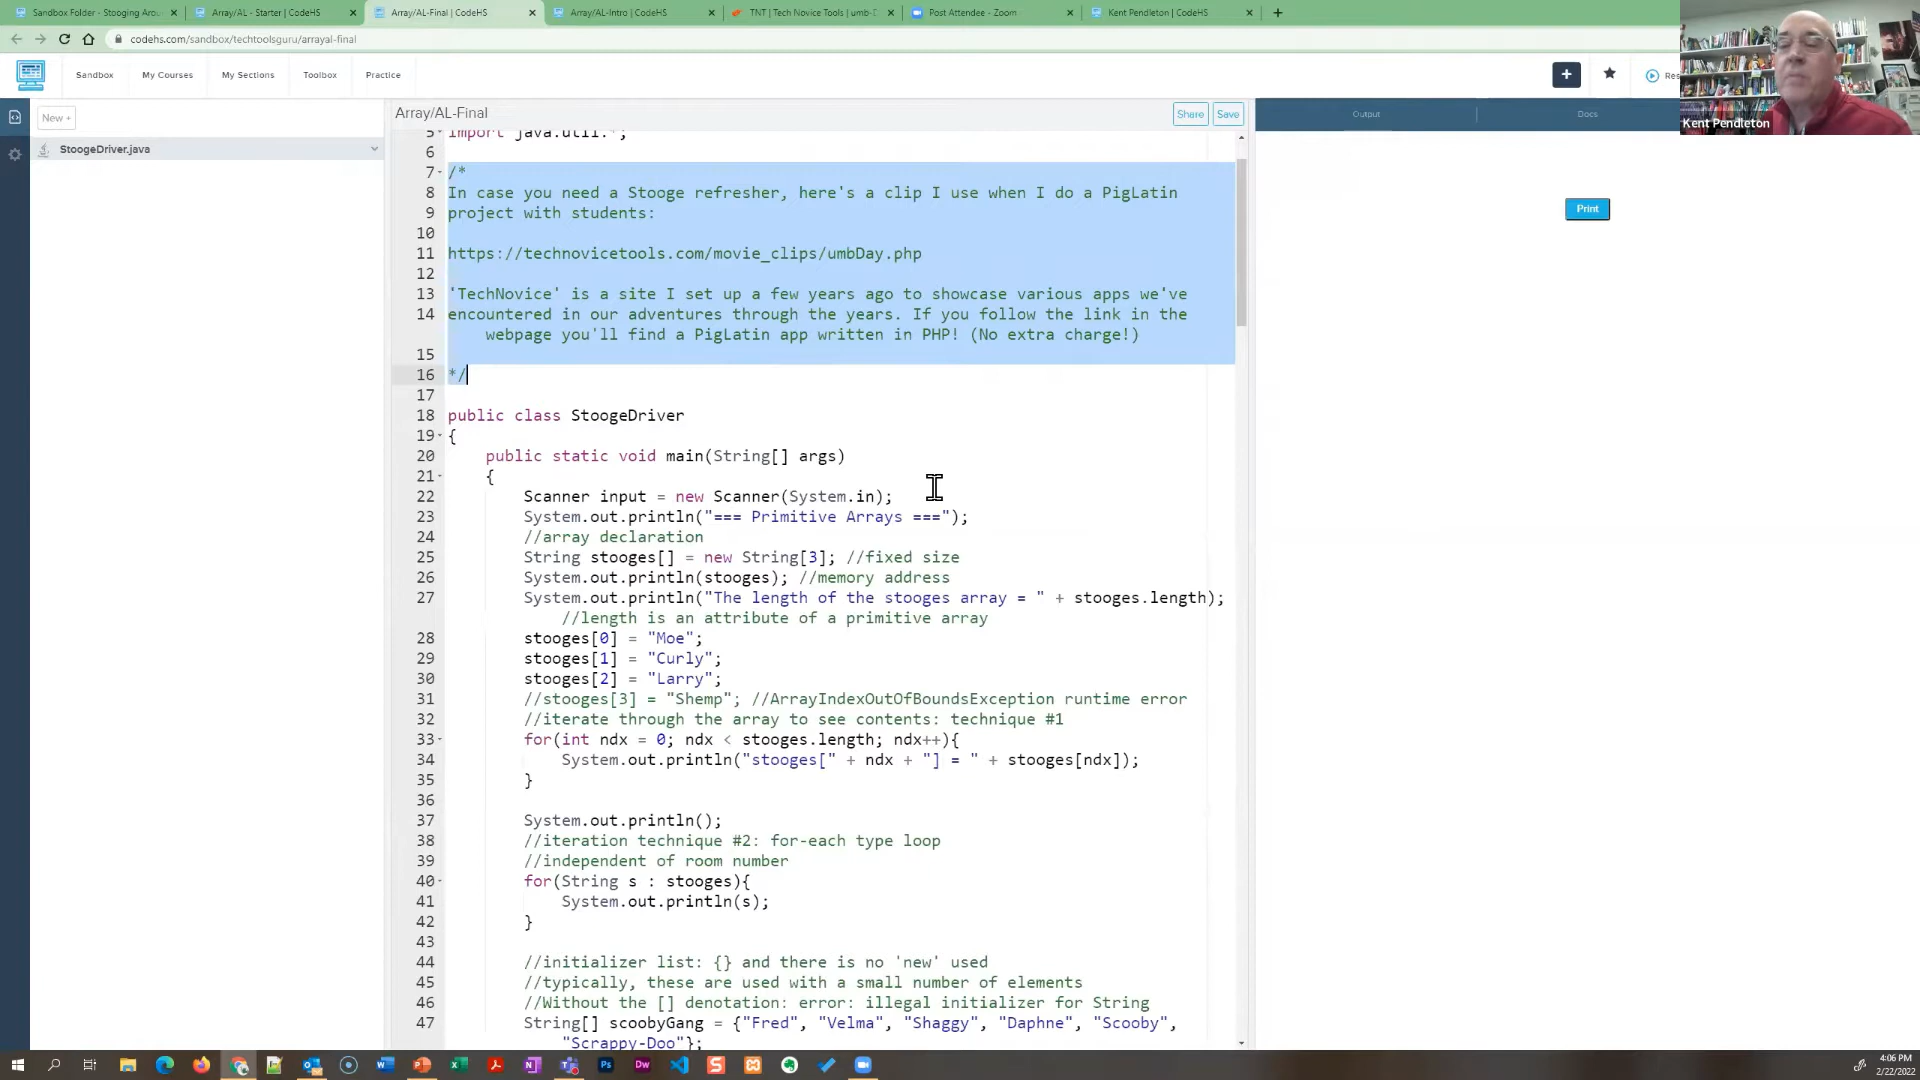 Sandbox Folder - Stooging Arou
Array/AL - Starter | CodeHS
Array/AL-Final | CodeHS
Array/AL-Intro | CodeHS
TNT | Tech Novice Tools | umb-D
Post Attendee - Zoom
Kent Pendleton | CodeHS
codehs.com/sandbox/techtoolsguru/arrayal-final
Sandbox
My Courses
My Sections
Toolbox
Practice
Res
Kent Pendleton
New +
Array/AL-Final
Share
Save
Output
Docs
StoogeDriver.java
Print
5 import java.util.*;
6
7 /*
8 In case you need a Stooge refresher, here's a clip I use when I do a PigLatin
9 project with students:
10
11 https://technovicetools.com/movie_clips/umbDay.php
12
13 'TechNovice' is a site I set up a few years ago to showcase various apps we've
14 encountered in our adventures through the years. If you follow the link in the
webpage you'll find a PigLatin app written in PHP! (No extra charge!)
15
16 */
17
18 public class StoogeDriver
19 {
20 public static void main(String[] args)
21 {
22 Scanner input = new Scanner(System.in);
23 System.out.println("=== Primitive Arrays ===");
24 //array declaration
25 String stooges[] = new String[3]; //fixed size
26 System.out.println(stooges); //memory address
27 System.out.println("The length of the stooges array = " + stooges.length);
//length is an attribute of a primitive array
28 stooges[0] = "Moe";
29 stooges[1] = "Curly";
30 stooges[2] = "Larry";
31 //stooges[3] = "Shemp"; //ArrayIndexOutOfBoundsException runtime error
32 //iterate through the array to see contents: technique #1
33 for(int ndx = 0; ndx < stooges.length; ndx++){
34 System.out.println("stooges[" + ndx + "] = " + stooges[ndx]);
35 }
36
37 System.out.println();
38 //iteration technique #2: for-each type loop
39 //independent of room number
40 for(String s : stooges){
41 System.out.println(s);
42 }
43
44 //initializer list: {} and there is no 'new' used
45 //typically, these are used with a small number of elements
46 //Without the [] denotation: error: illegal initializer for String
47 String[] scoobyGang = {"Fred", "Velma", "Shaggy", "Daphne", "Scooby",
"Scrappy-Doo"};
4:06 PM
2/22/2022